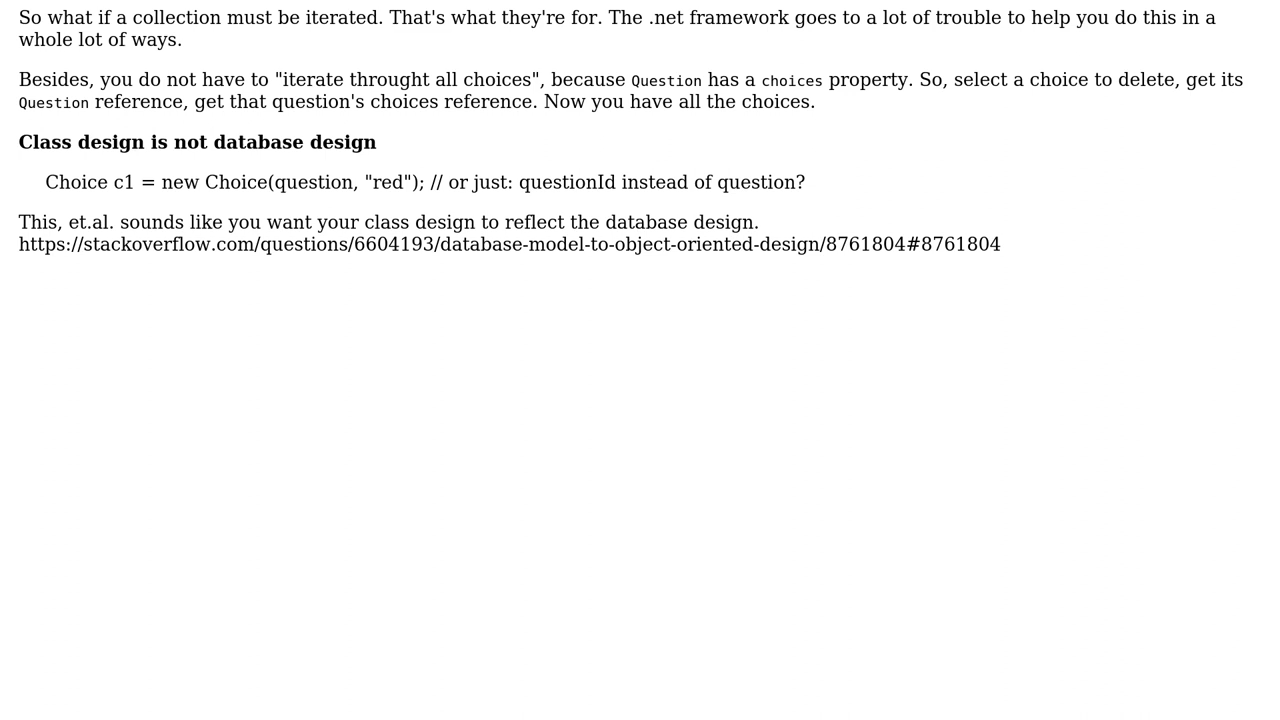 So what if a collection must be iterated. That's what they're for. The .net framework goes to a lot of trouble to help you do this in a
whole lot of ways.
Besides, you do not have to "iterate throught all choices", because Question has a choices property. So, select a choice to delete, get its
Question reference, get that question's choices reference. Now you have all the choices.
Class design is not database design
Choice c1 = new Choice(question, "red"); // or just: questionId instead of question?
This, et.al. sounds like you want your class design to reflect the database design.
https://stackoverflow.com/questions/6604193/database-model-to-object-oriented-design/8761804#8761804